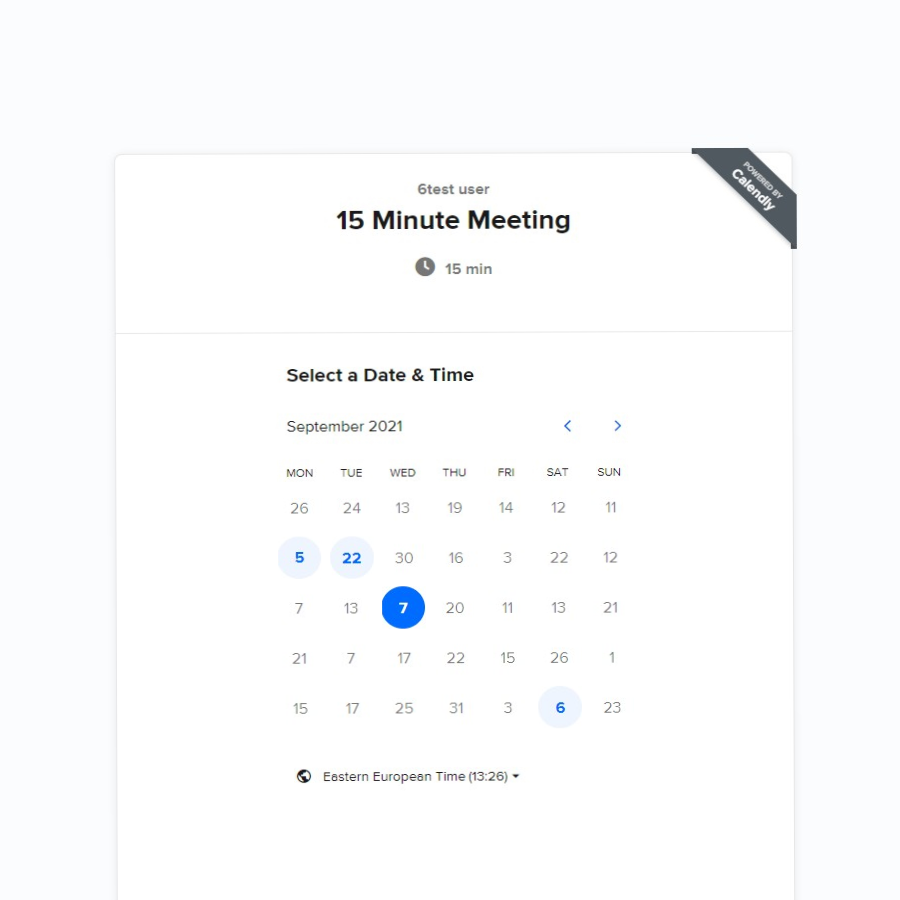 POWERED BY
Calendly
6test user
15 Minute Meeting
15 min
Select a Date & Time
September 2021
MON TUE WED THU FRI SAT SUN
26 24 13 19 14 12 11
5 22 30 16 3 22 12
7 13 7 20 11 13 21
21 7 17 22 15 26 1
15 17 25 31 3 6 23
Eastern European Time (13:26)